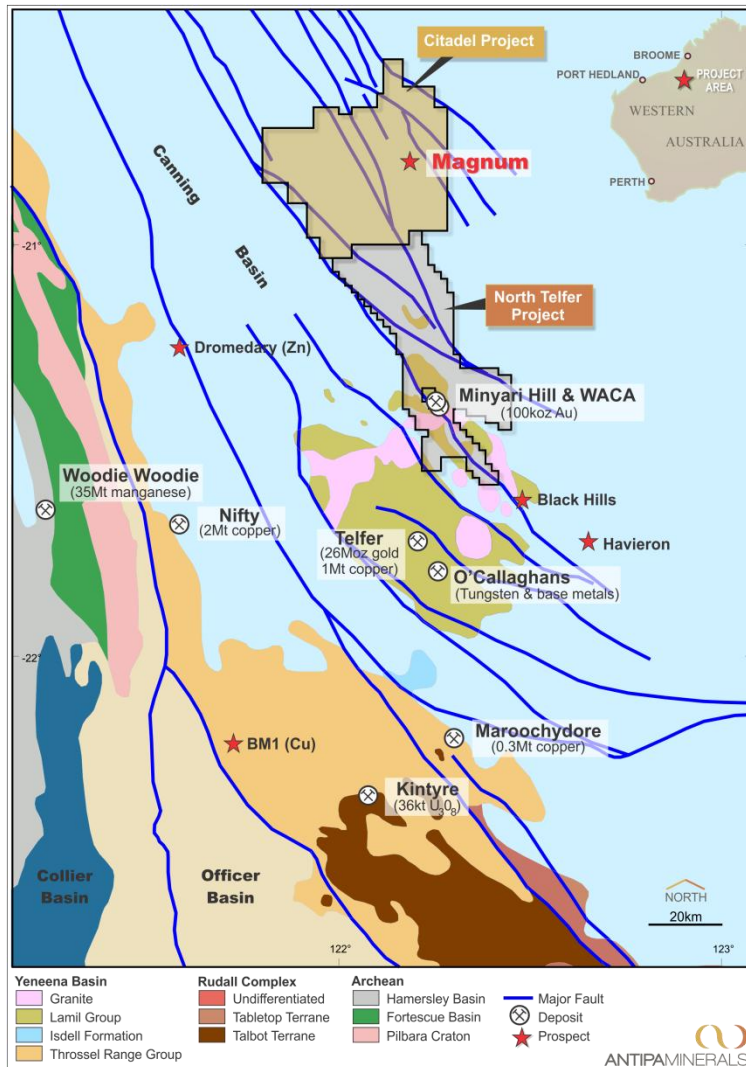 Citadel Project
BROOME
PORT HEDLAND
PROJECT
AREA
WESTERN
AUSTRALIA
PERTH
Magnum
Canning
Basin
-21°
North Telfer
Project
Dromedary (Zn)
Minyari Hill & WACA
(100koz Au)
Woodie Woodie
(35Mt manganese)
Nifty
(2Mt copper)
Black Hills
Telfer
(26Moz gold
1Mt copper)
Havieron
O'Callaghans
(Tungsten & base metals)
-22°
Maroochydore
(0.3Mt copper)
BM1 (Cu)
Kintyre
(36kt U₃0₈)
Collier
Basin
Officer
Basin
NORTH
20km
122°
123°
Yeneena Basin
Granite
Lamil Group
Isdell Formation
Throssel Range Group
Rudall Complex
Undifferentiated
Tabletop Terrane
Talbot Terrane
Archean
Hamersley Basin
Fortescue Basin
Pilbara Craton
Major Fault
Deposit
Prospect
ANTIPAMINERALS